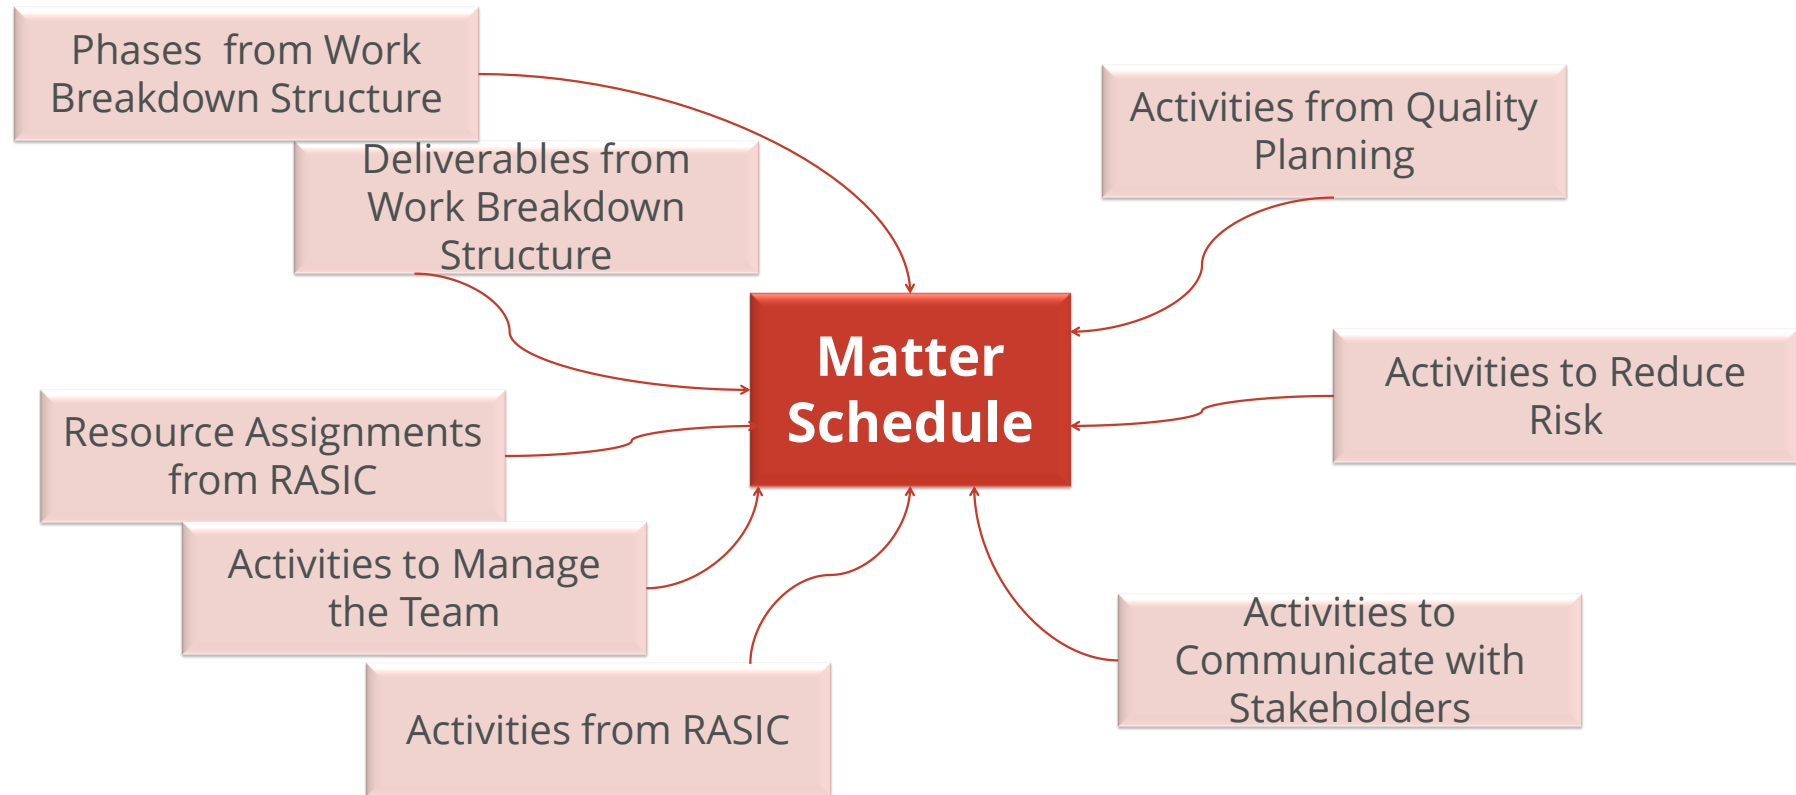 Phases  from Work
Breakdown Structure
Deliverables from
Work Breakdown
Structure
Activities from Quality
Planning
Matter
Schedule
Activities to Reduce
Risk
Resource Assignments
from RASIC
Activities to Manage
the Team
Activities from RASIC
Activities to
Communicate with
Stakeholders